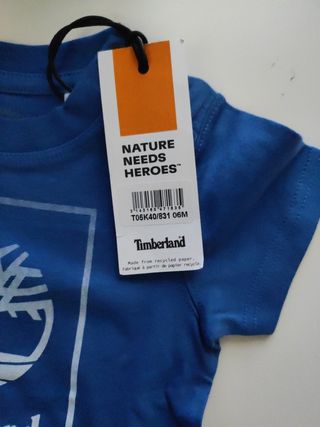 NATURE
NEEDS
HEROES™
T05K40/831 06M
Timberland
Made from recycled paper.
Fabriqué à partir de papier recyclé